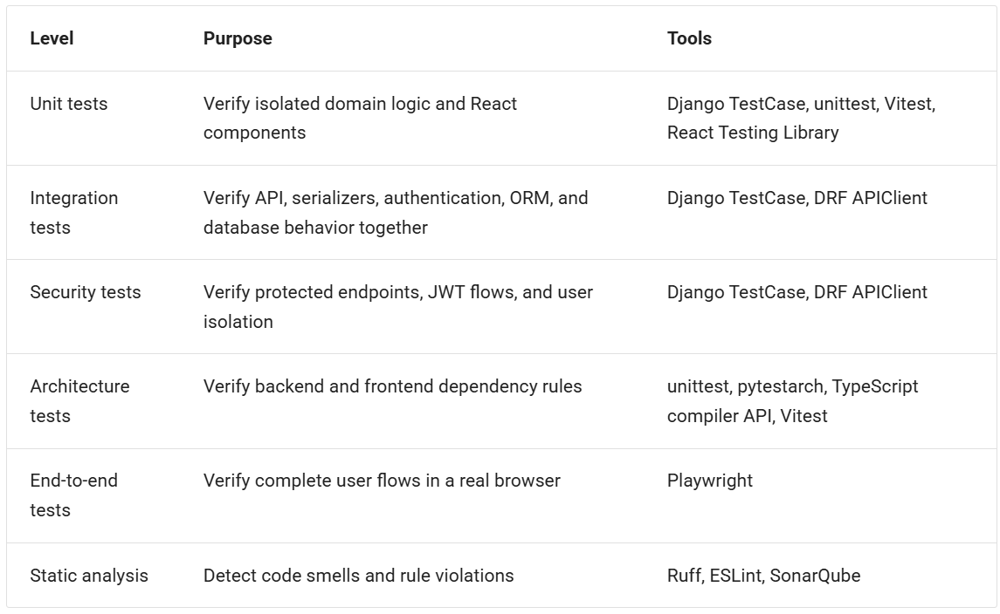 Level Purpose Tools
Unit tests Verify isolated domain logic and React Django TestCase, unittest, Vitest,
components React Testing Library
Integration Verify API, serializers, authentication, ORM, and Django TestCase, DRF APIClient
tests database behavior together
Security tests Verify protected endpoints, JWT flows, and user Django TestCase, DRF APIClient
isolation
Architecture Verify backend and frontend dependency rules unittest, pytestarch, TypeScript
tests compiler API, Vitest
End-to-end Verify complete user flows in a real browser Playwright
tests
Static analysis Detect code smells and rule violations Ruff, ESLint, SonarQube